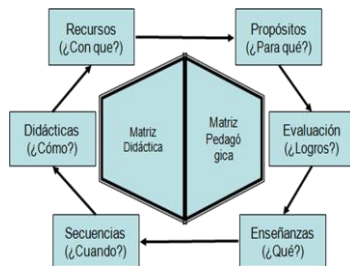 Recursos
(¿Con que?)
Propósitos
(¿Para qué?)
Didácticas
(¿Cómo?)
Matriz
Didáctica
Matriz
Pedagó
gica
Evaluación
(¿Logros?)
Secuencias
(¿Cuando?)
Enseñanzas
(¿Qué?)